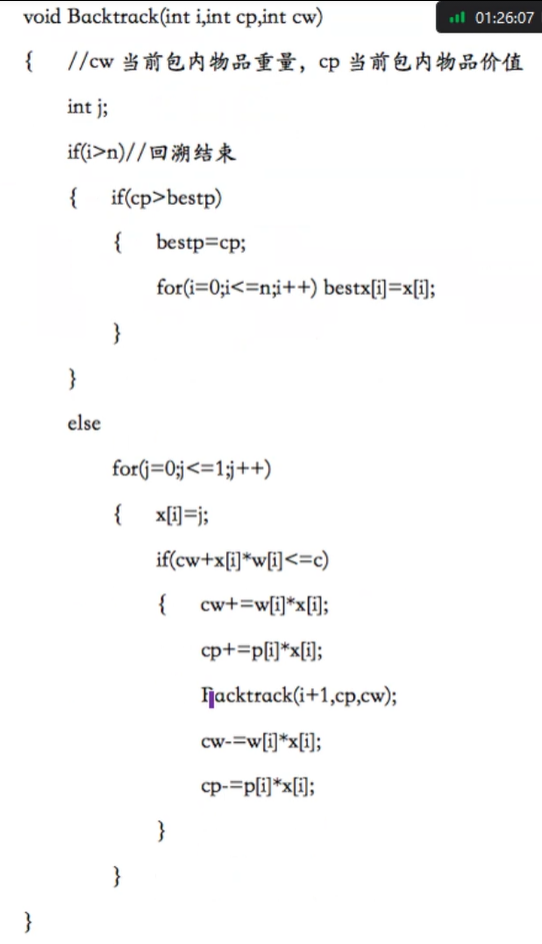 void Backtrack(int i,int cp,int cw)
01:26:07
{ //cw 当前包内物品重量，cp 当前包内物品价值
int j;
if(i>n)//回溯结束
{ if(cp>bestp)
{ bestp=cp;
for(i=0;i<=n;i++) bestx[i]=x[i];
}
}
else
for(j=0;j<=1;j++)
{ x[i]=j;
if(cw+x[i]*w[i]<=c)
{ cw+=w[i]*x[i];
cp+=p[i]*x[i];
Backtrack(i+1,cp,cw);
cw-=w[i]*x[i];
cp-=p[i]*x[i];
}
}
}